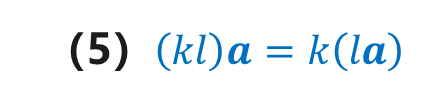 (5) (kl)a = k(la)